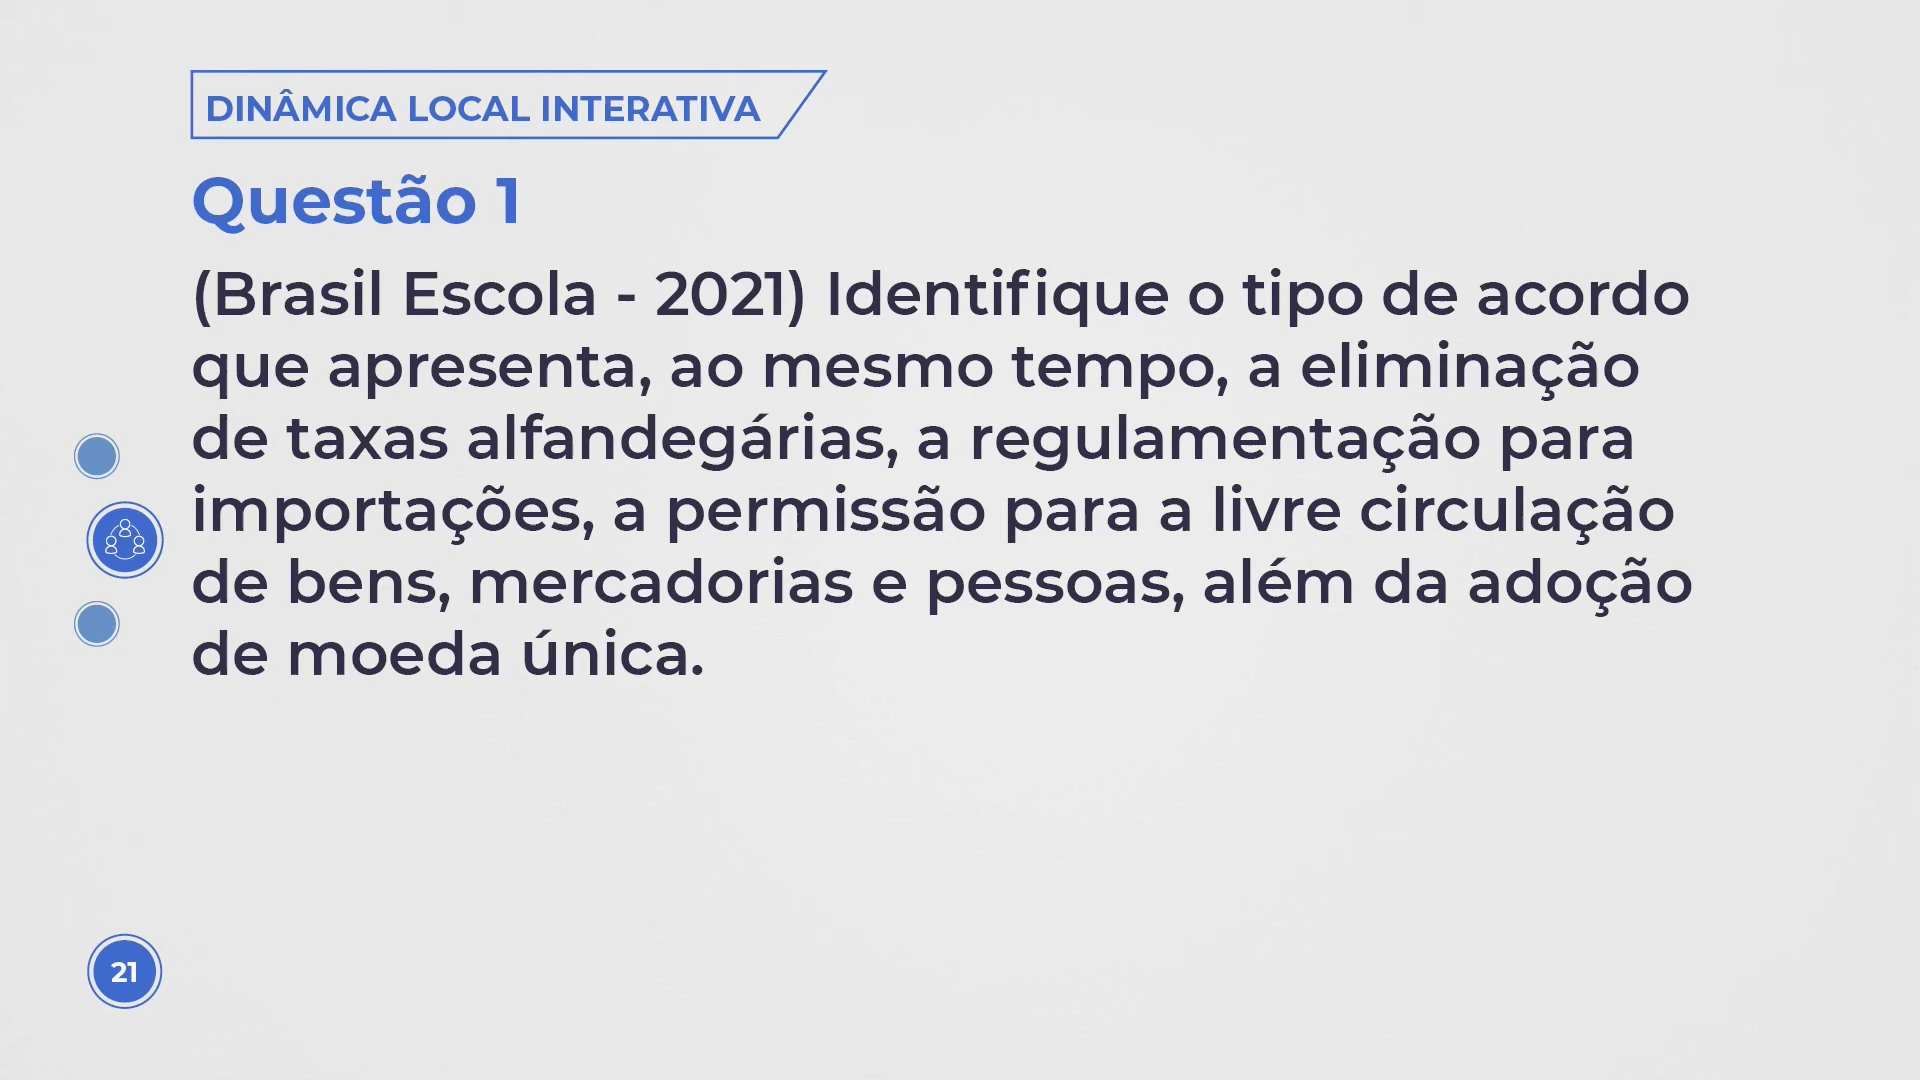 DINÂMICA LOCAL INTERATIVA
Questão 1
(Brasil Escola - 2021) Identifique o tipo de acordo
que apresenta, ao mesmo tempo, a eliminação
de taxas alfandegárias, a regulamentação para
importações, a permissão para a livre circulação
de bens, mercadorias e pessoas, além da adoção
de moeda única.
21